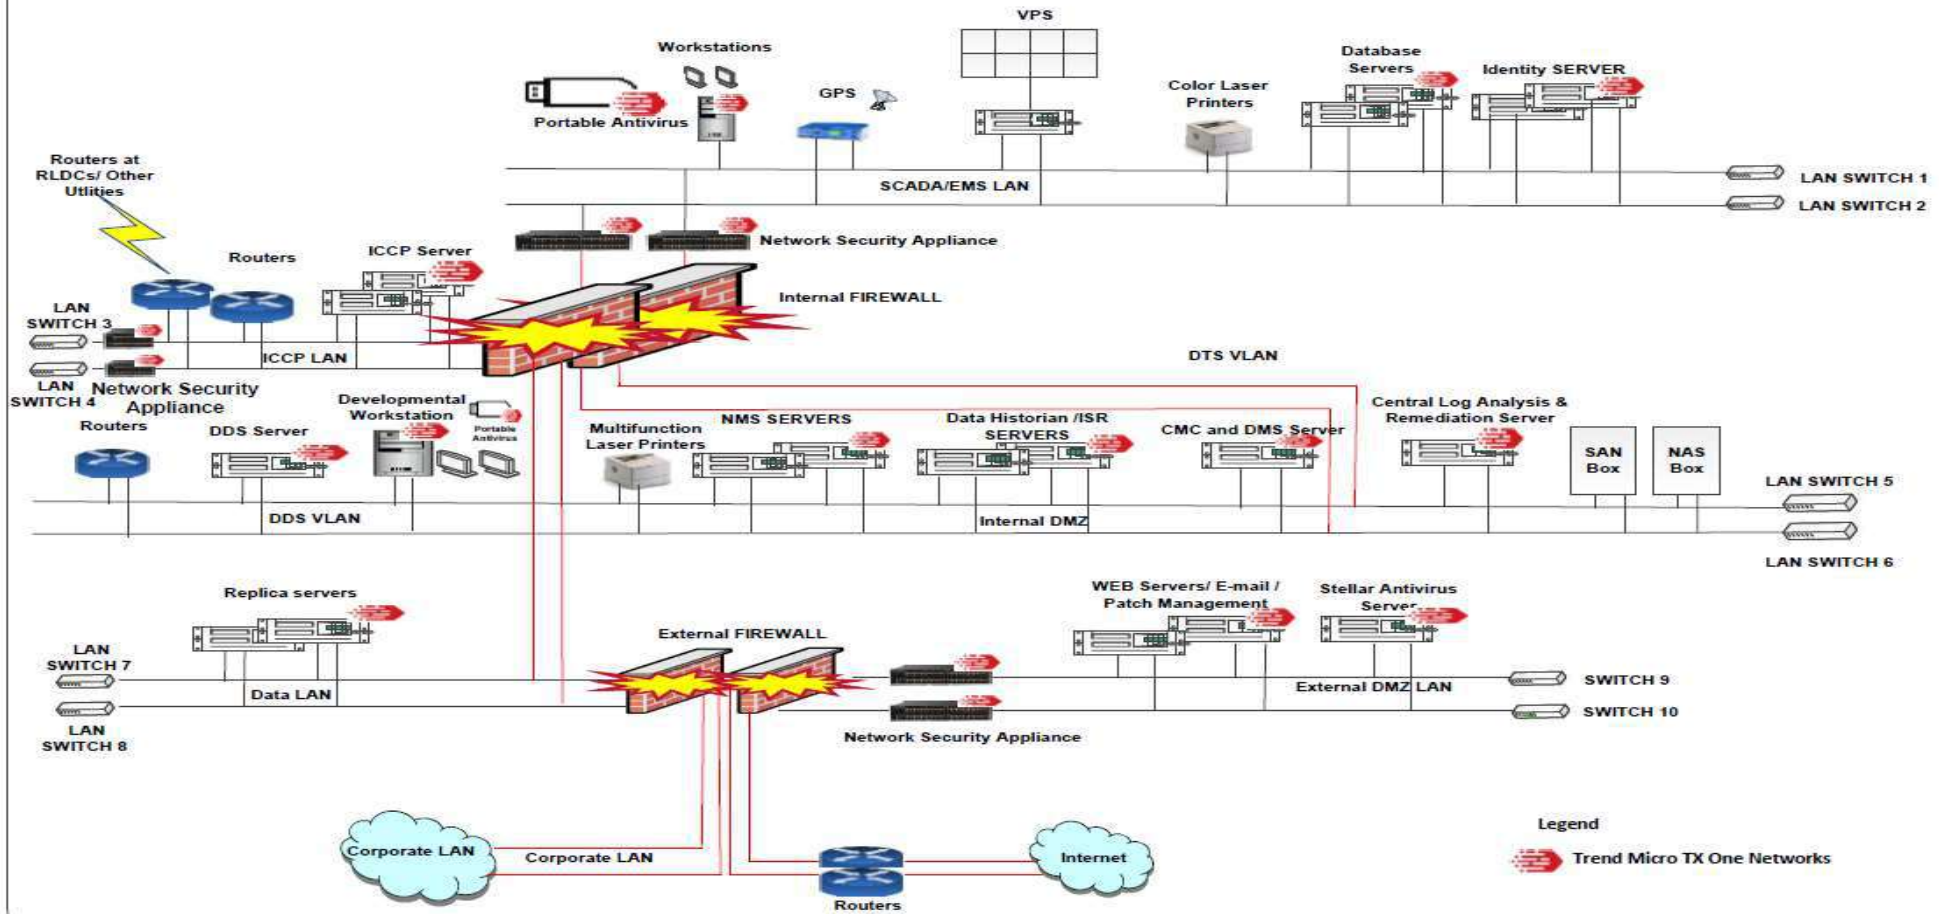 VPS
Workstations
Database
Servers
Identity SERVER
GPS
Color Laser
Printers
Portable Antivirus
Routers at
RLDCs/ Other
Utlities
SCADA/EMS LAN
LAN SWITCH 1
LAN SWITCH 2
Network Security Appliance
Routers
ICCP Server
Internal FIREWALL
LAN
SWITCH 3
ICCP LAN
LAN
SWITCH 4
Network Security
Appliance
DTS VLAN
Routers
DDS Server
Developmental
Workstation
Portable
Antivirus
Multifunction
Laser Printers
NMS SERVERS
Data Historian /ISR
SERVERS
CMC and DMS Server
Central Log Analysis &
Remediation Server
SAN
Box
NAS
Box
LAN SWITCH 5
DDS VLAN
Internal DMZ
LAN SWITCH 6
Replica servers
WEB Servers/ E-mail /
Patch Management
Stellar Antivirus
Server
External FIREWALL
LAN
SWITCH 7
Data LAN
External DMZ LAN
SWITCH 9
LAN
SWITCH 8
SWITCH 10
Network Security Appliance
Corporate LAN
Corporate LAN
Internet
Routers
Legend
Trend Micro TX One Networks